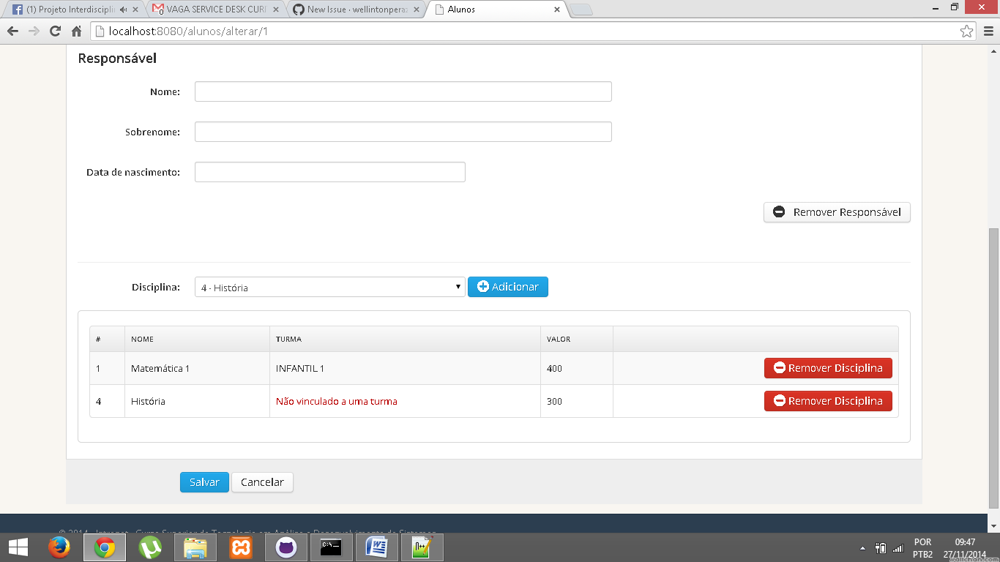 (1) Projeto Interdisciplin
VAGA SERVICE DESK CURI
New Issue · wellintonperaz
Alunos
localhost:8080/alunos/alterar/1
Responsável
Nome:
Sobrenome:
Data de nascimento:
Remover Responsável
Disciplina: 4 - História Adicionar
# NOME TURMA VALOR
1 Matemática 1 INFANTIL 1 400 Remover Disciplina
4 História Não vinculado a uma turma 300 Remover Disciplina
Salvar Cancelar
© 2014 - Intranet - Curso Superior de Tecnologia em Análise e Desenvolvimento de Sistemas
POR 09:47
PTB2 27/11/2014